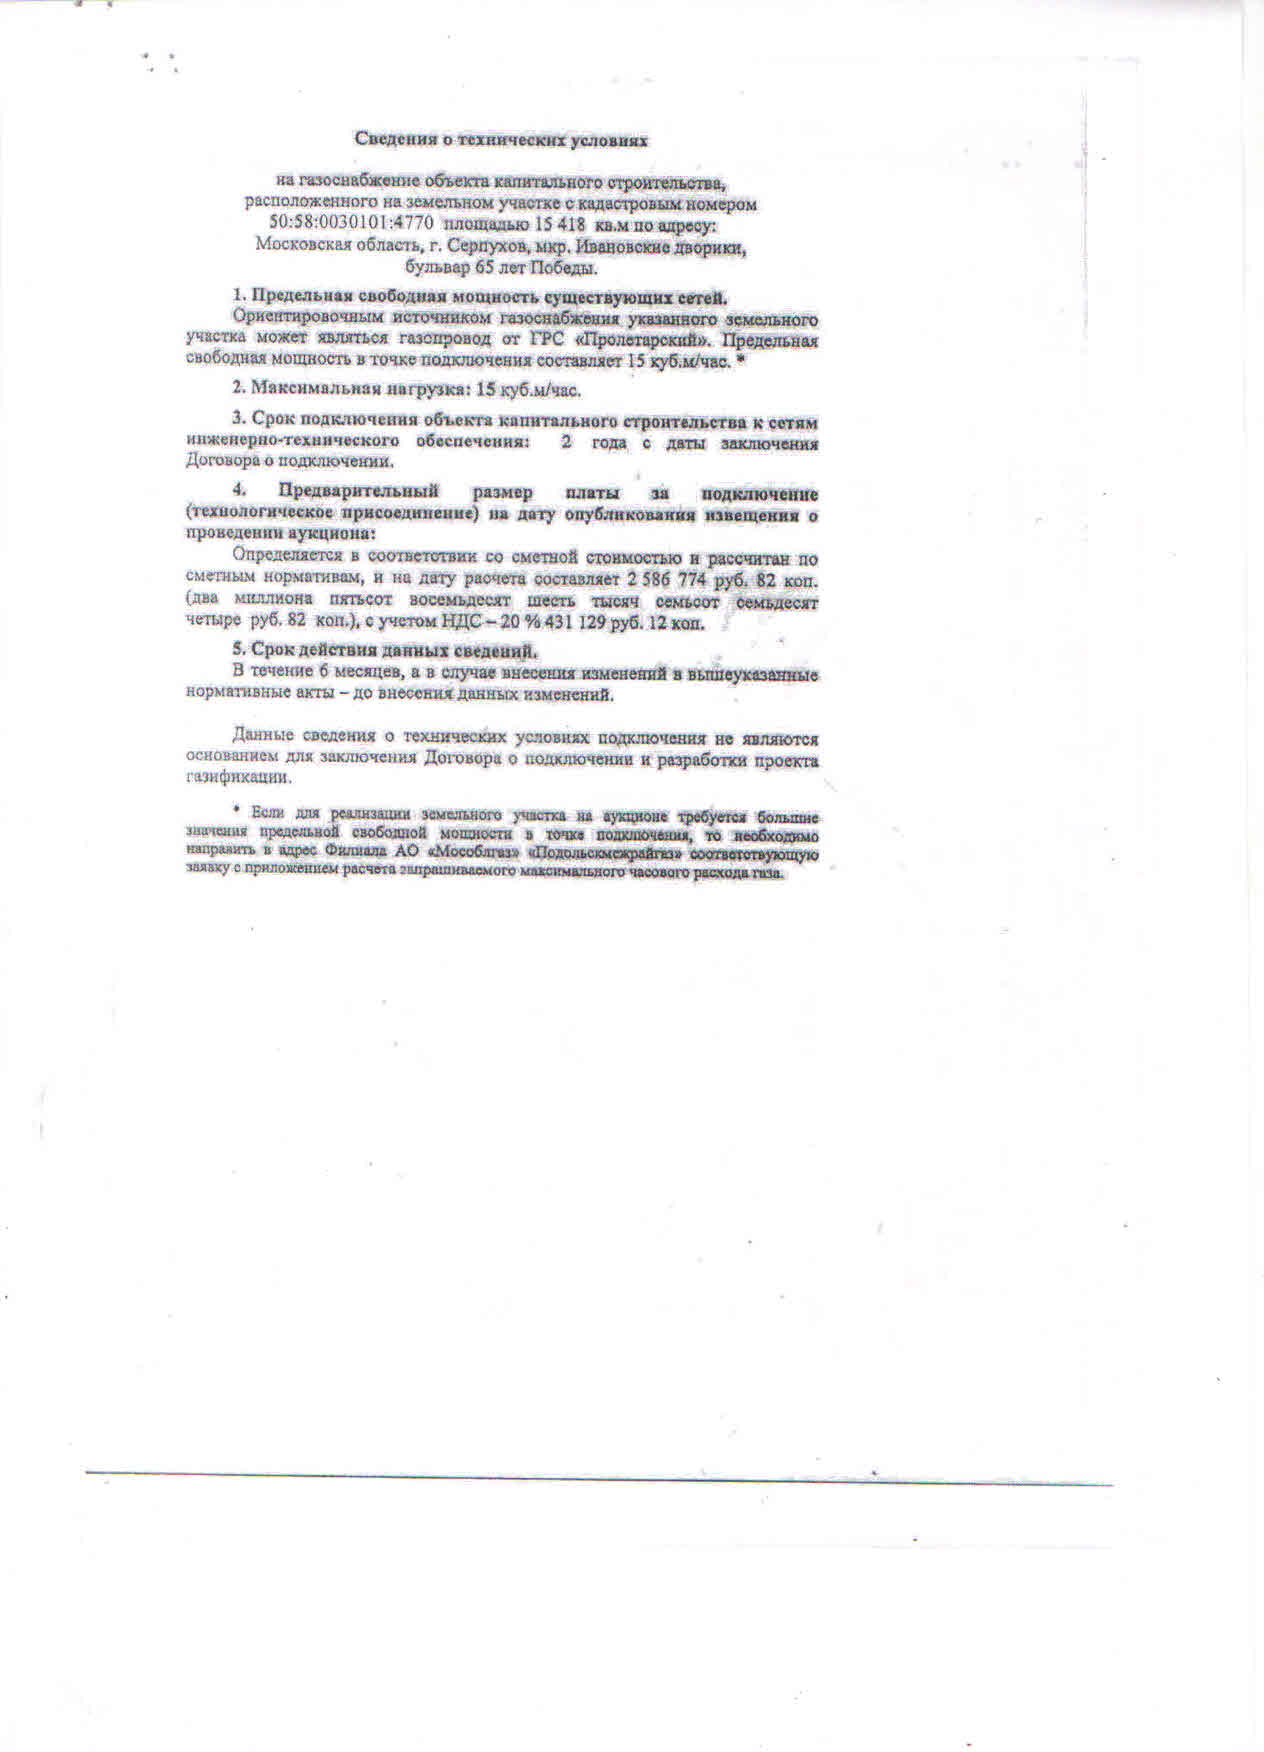 Сведения о технических условиях
на газоснабжение объекта капитального строительства,
расположенного на земельном участке с кадастровым номером
50:58:0030101:4770 площадью 15 418 кв.м по адресу:
Московская область, г. Серпухов, мкр. Ивановские дворики,
бульвар 65 лет Победы.
1. Предельная свободная мощность существующих сетей.
Ориентировочным источником газоснабжения указанного земельного
участка может являться газопровод от ГРС «Пролетарский». Предельная
свободная мощность в точке подключения составляет 15 куб.м/час. *
2. Максимальная нагрузка: 15 куб.м/час.
3. Срок подключения объекта капитального строительства к сетям
инженерно-технического обеспечения: 2 года с даты заключения
Договора о подключении.
4. Предварительный размер платы за подключение
(технологическое присоединение) на дату опубликования извещения о
проведении аукциона:
Определяется в соответствии со сметной стоимостью и рассчитан по
сметным нормативам, и на дату расчета составляет 2 586 774 руб. 82 коп.
(два миллиона пятьсот восемьдесят шесть тысяч семьсот семьдесят
четыре руб. 82 коп.), с учетом НДС – 20 % 431 129 руб. 12 коп.
5. Срок действия данных сведений.
В течение 6 месяцев, а в случае внесения изменений в вышеуказанные
нормативные акты – до внесения данных изменений.
Данные сведения о технических условиях подключения не являются
основанием для заключения Договора о подключении и разработки проекта
газификации.
* Если для реализации земельного участка на аукционе требуется большие
значения предельной свободной мощности в точке подключения, то необходимо
направить в адрес Филиала АО «Мособлгаз» «Подольскмежрайгаз» соответствующую
заявку с приложением расчета запрашиваемого максимального часового расхода газа.